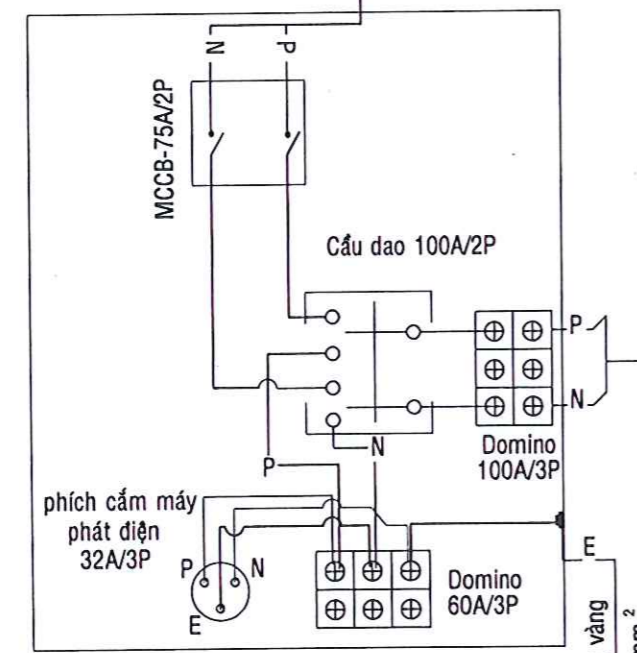 N
P
MCCB-75A/2P
Cầu dao 100A/2P
P
N
Domino
100A/3P
N
P
phích cắm máy
phát điện
32A/3P
P
N
E
Domino
60A/3P
E
vàng